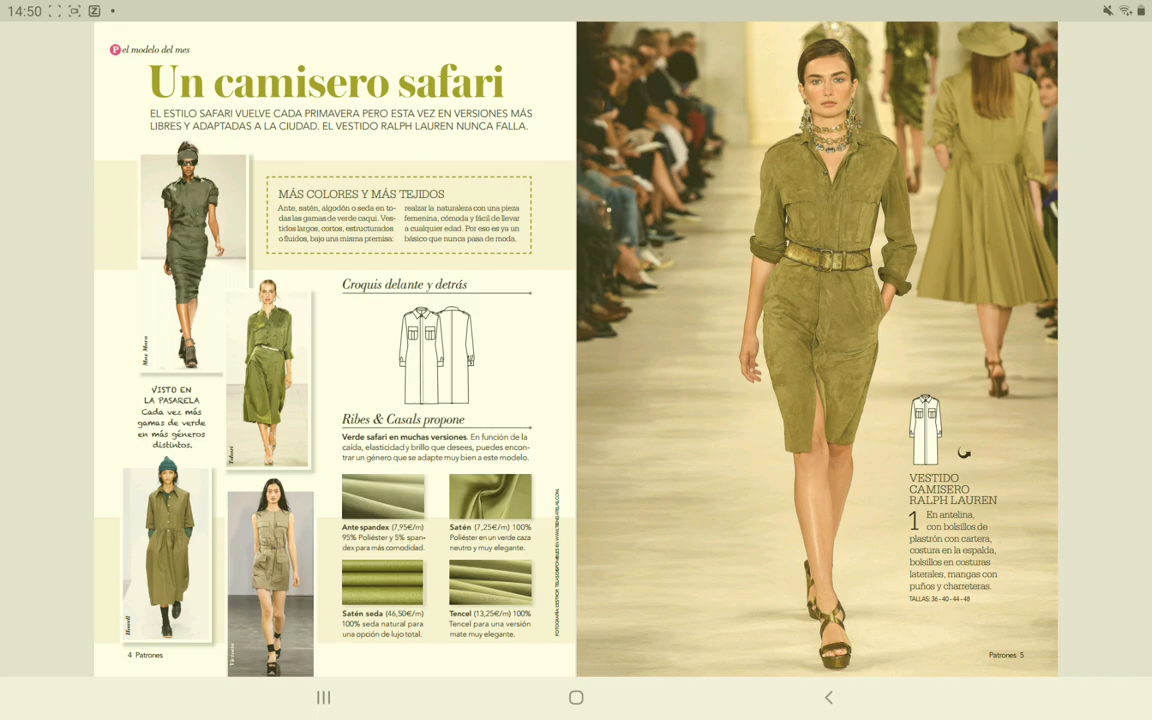 14:50
P el modelo del mes
Un camisero safari
EL ESTILO SAFARI VUELVE CADA PRIMAVERA PERO ESTA VEZ EN VERSIONES MÁS
LIBRES Y ADAPTADAS A LA CIUDAD. EL VESTIDO RALPH LAUREN NUNCA FALLA.
MÁS COLORES Y MÁS TEJIDOS
Ante, satén, algodón o seda en to-
das las gamas de verde caqui. Ves-
tidos largos, cortos, estructurados
o fluidos, bajo una misma premisa:
realzar la naturaleza con una pieza
femenina, cómoda y fácil de llevar
a cualquier edad. Por eso es ya un
básico que nunca pasa de moda.
Max Mara
VISTO EN
LA PASARELA
Cada vez más
gamas de verde
en más géneros
distintos.
Howell
Croquis delante y detrás
Ribes & Casals propone
Verde safari en muchas versiones. En función de la
caída, elasticidad y brillo que desees, puedes encon-
trar un género que se adapte muy bien a este modelo.
Ante spandex (7,95€/m)
95% Poliéster y 5% span-
dex para más comodidad.
Satén (7,25€/m) 100%
Poliéster en un verde caza
neutro y muy elegante.
Satén seda (46,50€/m)
100% seda natural para
una opción de lujo total.
Tencel (13,25€/m) 100%
Tencel para una versión
mate muy elegante.
4 Patrones
VESTIDO
CAMISERO
RALPH LAUREN
1 En antelina,
con bolsillos de
plastrón con cartera,
costura en la espalda,
bolsillos en costuras
laterales, mangas con
puños y charreteras.
TALLAS: 36 - 40 - 44 - 48
Patrones 5